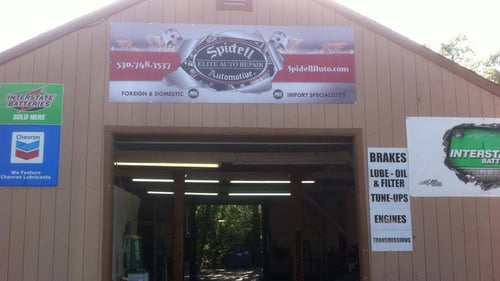 Spidell
530.748.3537
ELITE AUTO REPAIR
SpidellAuto.com
Automotive
FOREIGN & DOMESTIC
IMPORT SPECIALISTS
INTERSTATE
BATTERIES
SOLD HERE
Chevron
We Feature
Chevron Lubricants
BRAKES
LUBE - OIL
& FILTER
TUNE-UPS
ENGINES
TRANSMISSIONS
INTERSTATE